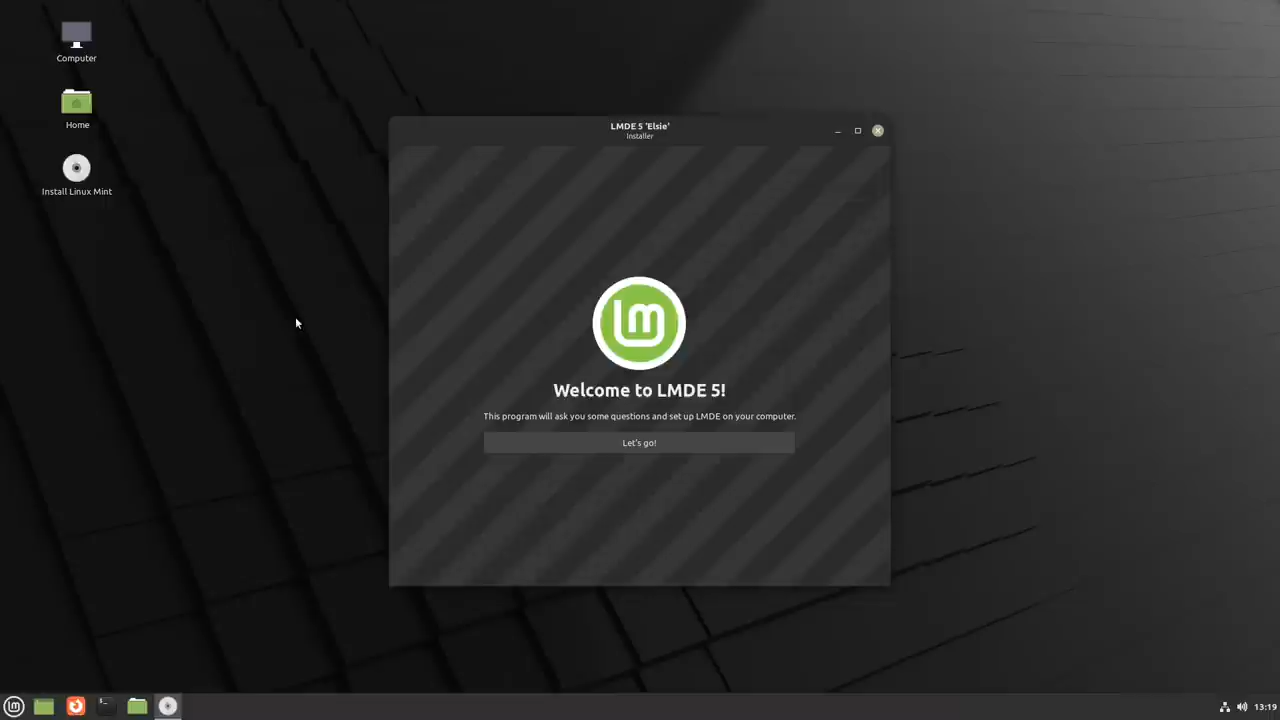 Computer
Home
Install Linux Mint
LMDE 5 'Elsie'
Installer
lm
Welcome to LMDE 5!
This program will ask you some questions and set up LMDE on your computer.
Let's go!
13:19